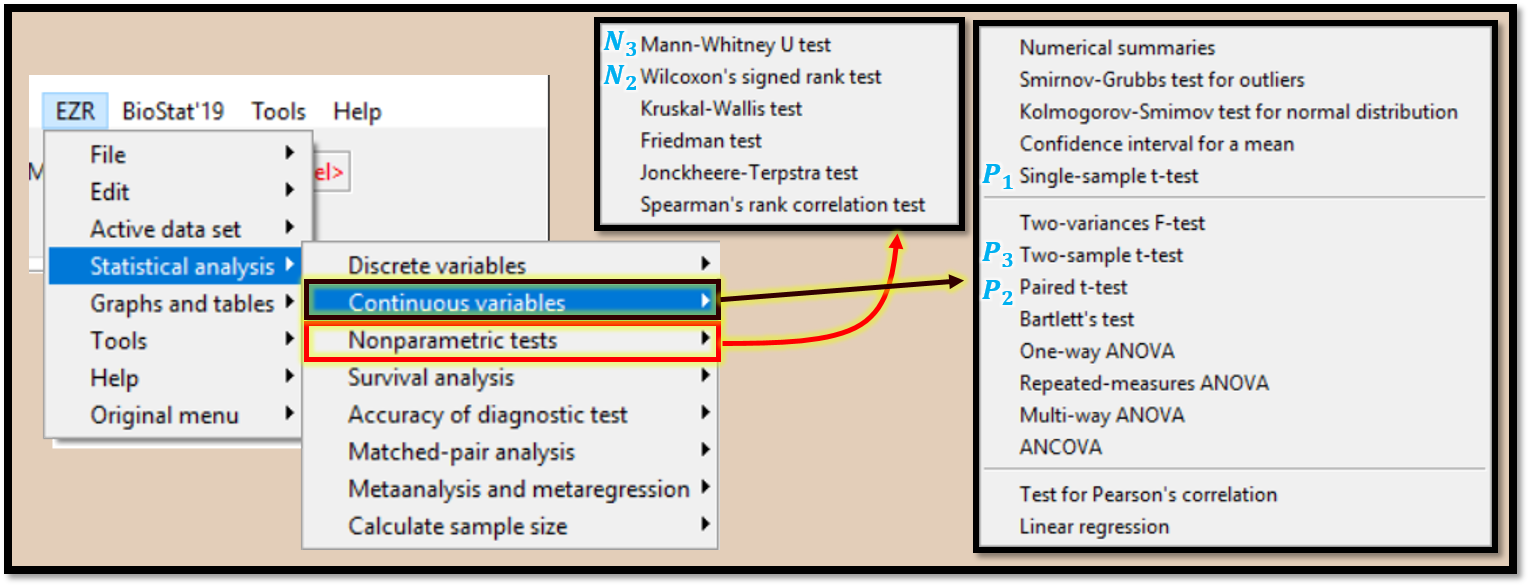 EZR BioStat'19 Tools Help
M
el>
File
Edit
Active data set
Statistical analysis
Graphs and tables
Tools
Help
Original menu
Discrete variables
Continuous variables
Nonparametric tests
Survival analysis
Accuracy of diagnostic test
Matched-pair analysis
Metaanalysis and metaregression
Calculate sample size
N3 Mann-Whitney U test
N2 Wilcoxon's signed rank test
Kruskal-Wallis test
Friedman test
Jonckheere-Terpstra test
Spearman's rank correlation test
Numerical summaries
Smirnov-Grubbs test for outliers
Kolmogorov-Smimov test for normal distribution
Confidence interval for a mean
P1 Single-sample t-test
Two-variances F-test
P3 Two-sample t-test
P2 Paired t-test
Bartlett's test
One-way ANOVA
Repeated-measures ANOVA
Multi-way ANOVA
ANCOVA
Test for Pearson's correlation
Linear regression